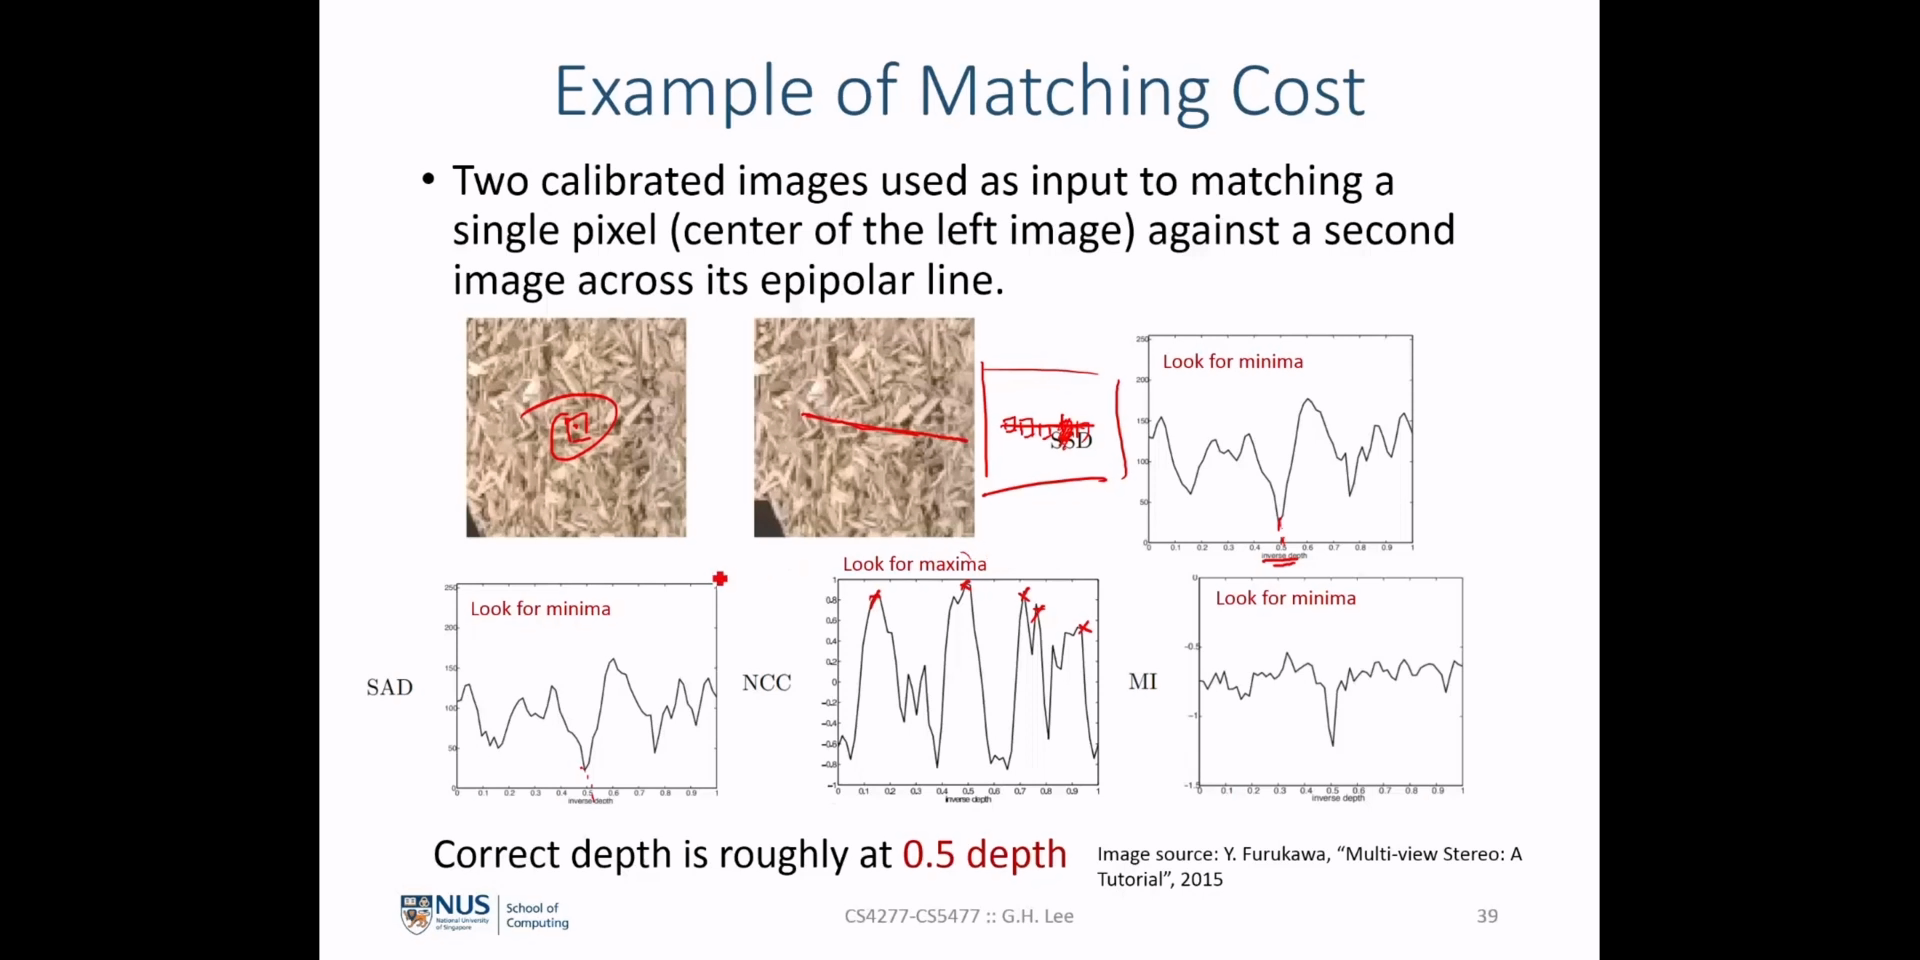 Example of Matching Cost
• Two calibrated images used as input to matching a
single pixel (center of the left image) against a second
image across its epipolar line.
SSD
Look for minima
250
200
150
100
50
0
0 0.1 0.2 0.3 0.4 0.5 0.6 0.7 0.8 0.9 1
inverse depth
SAD
Look for minima
250
200
150
100
50
0
0 0.1 0.2 0.3 0.4 0.5 0.6 0.7 0.8 0.9 1
inverse depth
NCC
Look for maxima
1
0.8
0.6
0.4
0.2
0
-0.2
-0.4
-0.6
-0.8
-1
0 0.1 0.2 0.3 0.4 0.5 0.6 0.7 0.8 0.9 1
inverse depth
MI
Look for minima
0
-0.5
-1
-1.5
0 0.1 0.2 0.3 0.4 0.5 0.6 0.7 0.8 0.9 1
inverse depth
Correct depth is roughly at 0.5 depth
Image source: Y. Furukawa, “Multi-view Stereo: A
Tutorial”, 2015
NUS
National University
of Singapore
School of
Computing
CS4277-CS5477 :: G.H. Lee
39